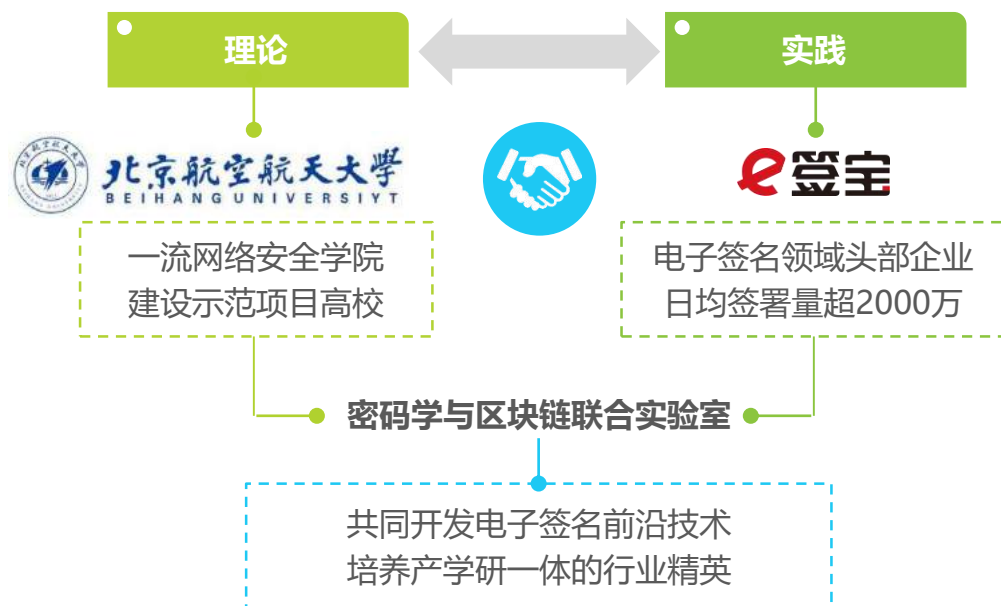 理论
实践
北京航空航天大學
BEIHANG UNIVERSIYT
e签宝
一流网络安全学院
建设示范项目高校
电子签名领域头部企业
日均签署量超2000万
密码学与区块链联合实验室
共同开发电子签名前沿技术
培养产学研一体的行业精英